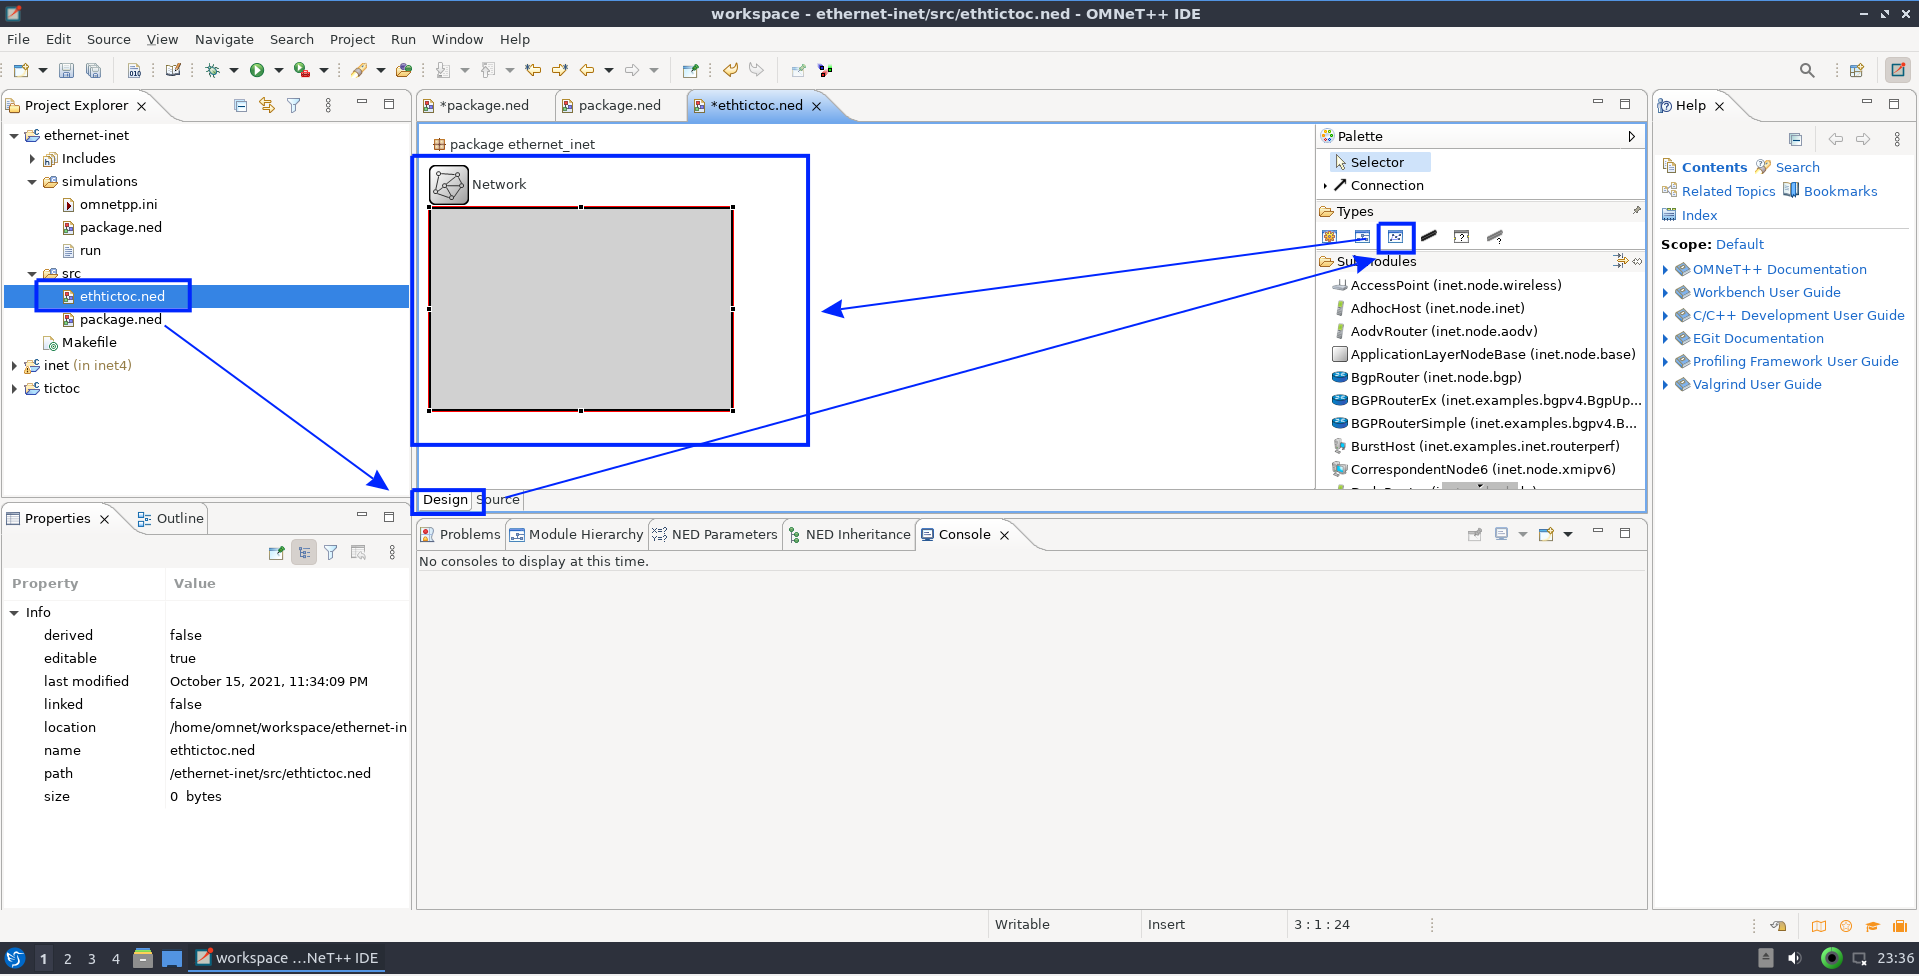 workspace - ethernet-inet/src/ethtictoc.ned - OMNeT++ IDE
File Edit Source View Navigate Search Project Run Window Help
Project Explorer
ethernet-inet
Includes
simulations
omnetpp.ini
package.ned
run
src
ethtictoc.ned
package.ned
Makefile
inet (in inet4)
tictoc
*package.ned package.ned *ethtictoc.ned
package ethernet_inet
Network
Design Source
Palette
Selector
Connection
Types
Submodules
AccessPoint (inet.node.wireless)
AdhocHost (inet.node.inet)
AodvRouter (inet.node.aodv)
ApplicationLayerNodeBase (inet.node.base)
BgpRouter (inet.node.bgp)
BGPRouterEx (inet.examples.bgpv4.BgpUp...
BGPRouterSimple (inet.examples.bgpv4.B...
BurstHost (inet.examples.inet.routerperf)
CorrespondentNode6 (inet.node.xmipv6)
Help
Contents Search
Related Topics Bookmarks
Index
Scope: Default
OMNeT++ Documentation
Workbench User Guide
C/C++ Development User Guide
EGit Documentation
Profiling Framework User Guide
Valgrind User Guide
Properties Outline
Property Value
Info
derived false
editable true
last modified October 15, 2021, 11:34:09 PM
linked false
location /home/omnet/workspace/ethernet-in
name ethtictoc.ned
path /ethernet-inet/src/ethtictoc.ned
size 0 bytes
Problems Module Hierarchy NED Parameters NED Inheritance Console
No consoles to display at this time.
Writable Insert 3 : 1 : 24
1 2 3 4 workspace ...NeT++ IDE 23:36